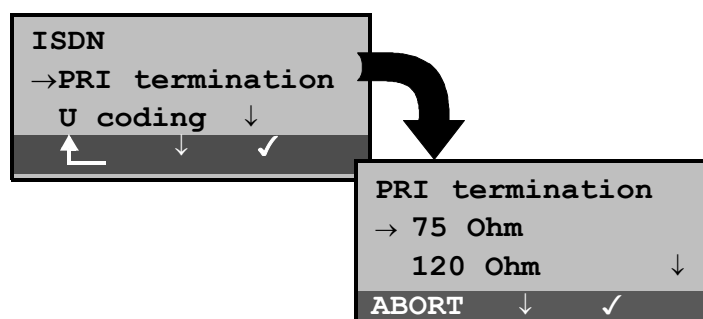 ISDN
→PRI termination
U coding ↓
↓ ✓
PRI termination
→ 75 Ohm
120 Ohm ↓
ABORT ↓ ✓